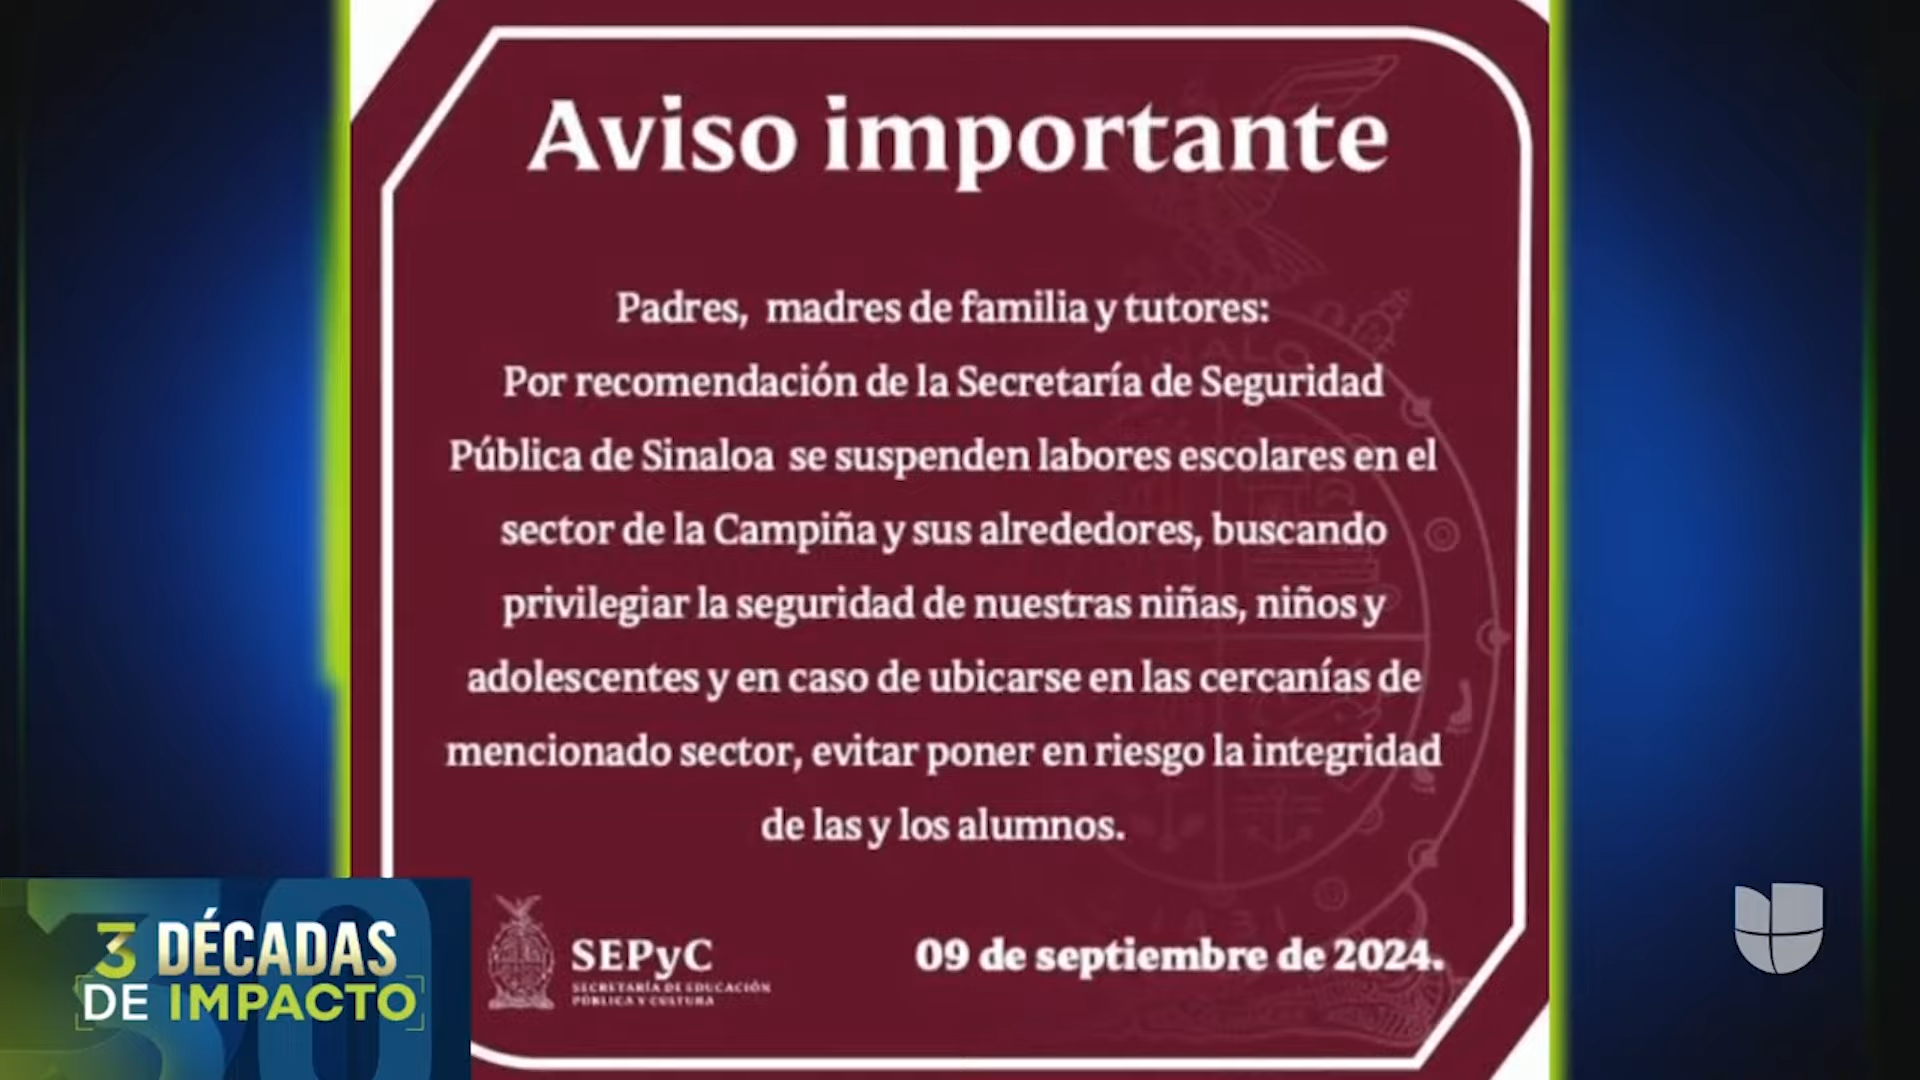 Aviso importante
Padres, madres de familia y tutores:
Por recomendación de la Secretaría de Seguridad
Pública de Sinaloa se suspenden labores escolares en el
sector de la Campiña y sus alrededores, buscando
privilegiar la seguridad de nuestras niñas, niños y
adolescentes y en caso de ubicarse en las cercanías de
mencionado sector, evitar poner en riesgo la integridad
de las y los alumnos.
SEPyC
SECRETARÍA DE EDUCACIÓN
PÚBLICA Y CULTURA
09 de septiembre de 2024.
3 DÉCADAS
DE IMPACTO